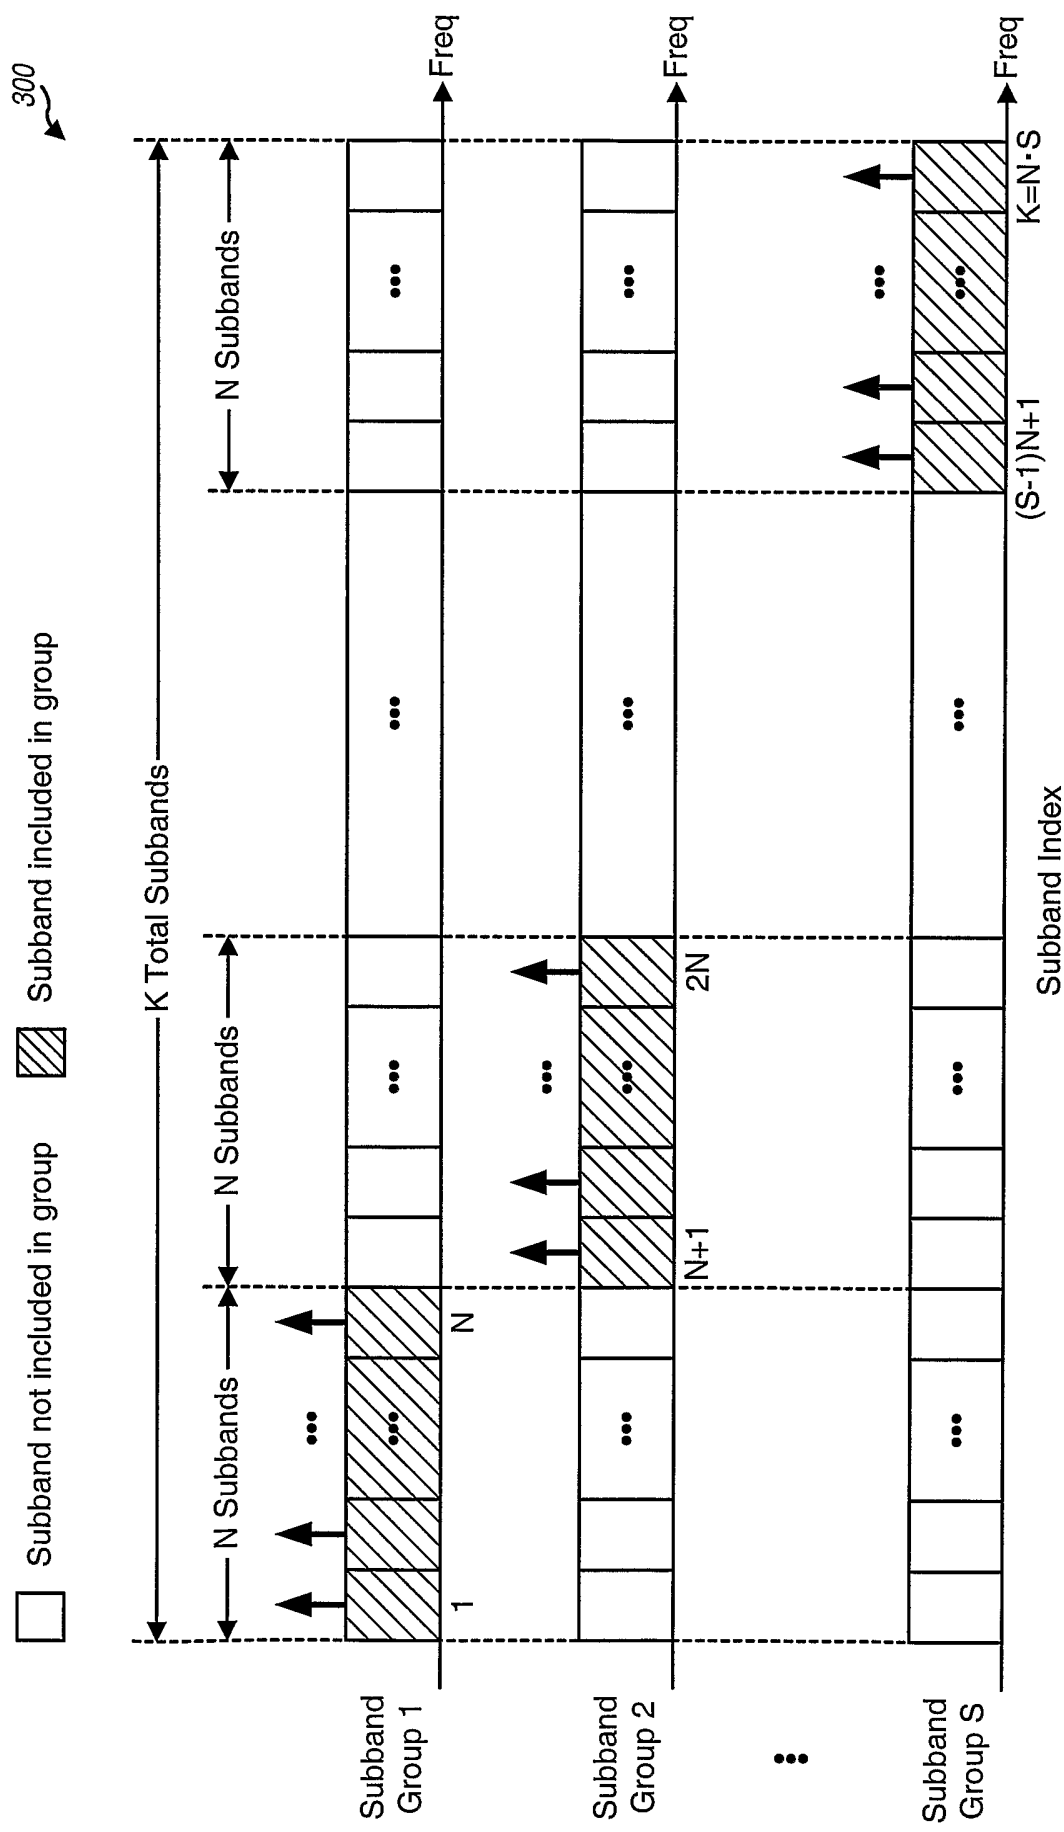 300
Subband not included in group
Subband included in group
K Total Subbands
N Subbands
N Subbands
N Subbands
Subband
Group 1
1
N
Freq
Subband
Group 2
N+1
2N
Freq
Subband
Group S
Freq
(S-1)N+1
K=N·S
Subband Index